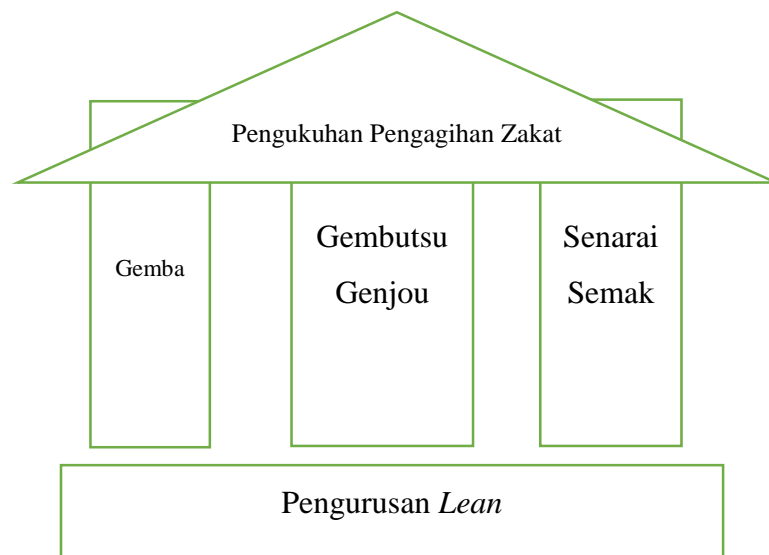 Pengukuhan Pengagihan Zakat
Gemba
Gembutsu
Genjou
Senarai
Semak
Pengurusan Lean